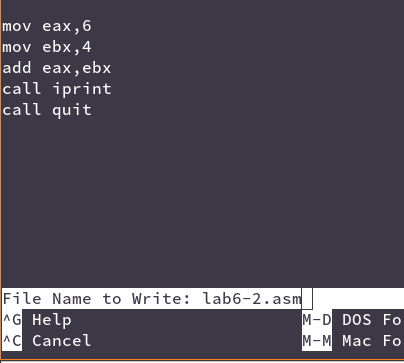 mov eax,6
mov ebx,4
add eax,ebx
call iprint
call quit
File Name to Write: lab6-2.asm
^G Help M-D DOS Fo
^C Cancel M-M Mac Fo